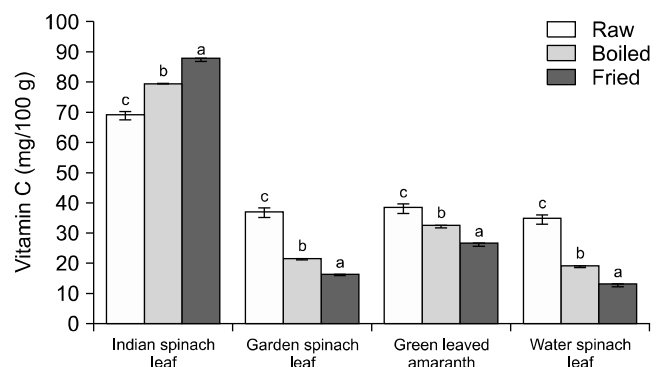 100
90
80
70
60
50
40
30
20
10
0
Vitamin C (mg/100 g)
Raw
Boiled
Fried
c
b
a
c
b
a
c
b
a
c
b
a
Indian spinach
leaf
Garden spinach
leaf
Green leaved
amaranth
Water spinach
leaf